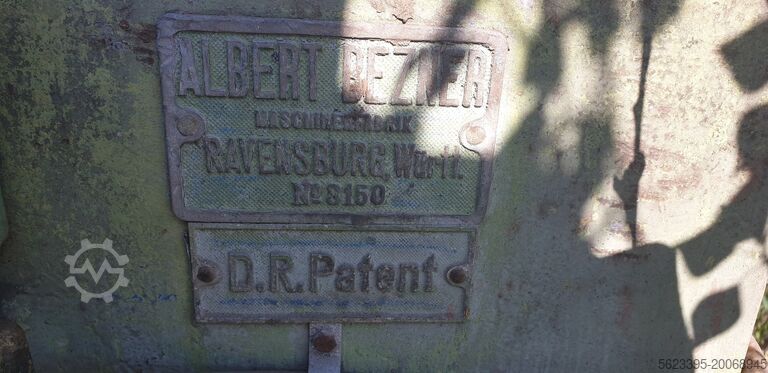 ALBERT BEZNER
MASCHINENFABRIK
RAVENSBURG, Württ.
No 8150
D.R. Patent
5623395-20068945